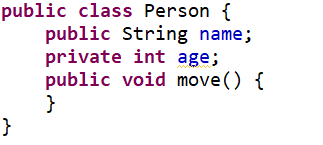 public class Person {
    public String name;
    private int age;
    public void move() {
    }
}